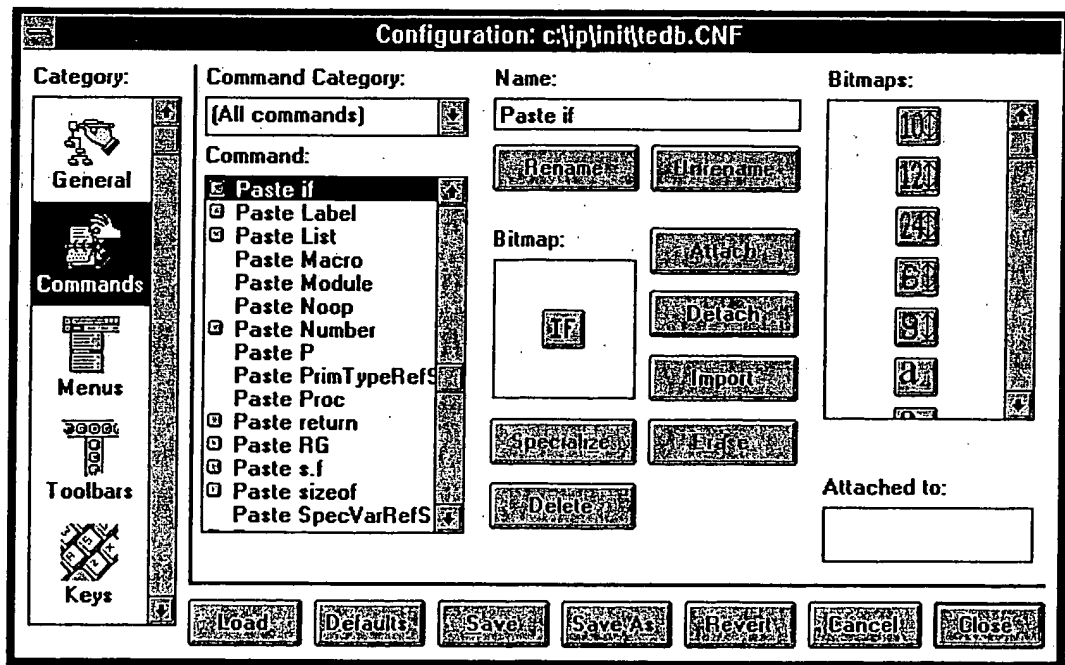 Configuration: c:\ip\init\tedb.CNF
Category:
General
Commands
Menus
Toolbars
Keys
Command Category:
(All commands)
Command:
Paste if
Paste Label
Paste List
Paste Macro
Paste Module
Paste Noop
Paste Number
Paste P
Paste PrimTypeRefS
Paste Proc
Paste return
Paste RG
Paste s.f
Paste sizeof
Paste SpecVarRefS
Name:
Paste if
Rename
Unrename
Bitmap:
IF
Attach
Detach
Import
Specialize
Erase
Delete
Bitmaps:
10
12
24
6
9
a
Attached to:
Load
Defaults
Save
Save As
Revert
Cancel
Close